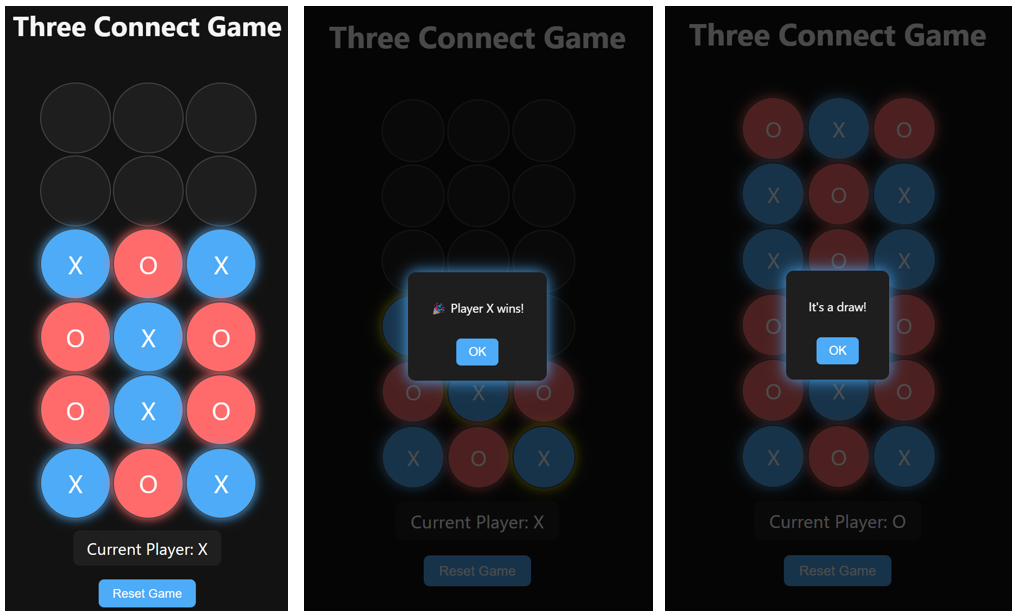 Three Connect Game
X O X
O X O
O X O
X O X
Current Player: X
Reset Game
Three Connect Game
🎉 Player X wins!
OK
O X O
X O X
Current Player: X
Reset Game
Three Connect Game
O X O
X O X
X O X
It's a draw!
O O
OK
O X O
X O X
Current Player: O
Reset Game